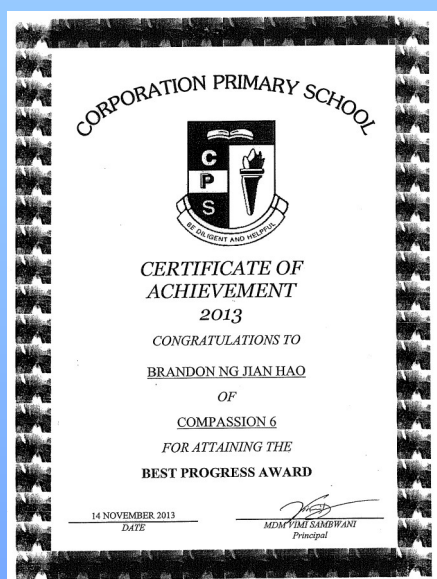 CORPORATION PRIMARY SCHOOL
C
P
S
BE DILIGENT AND HELPFUL
CERTIFICATE OF
ACHIEVEMENT
2013
CONGRATULATIONS TO
BRANDON NG JIAN HAO
OF
COMPASSION 6
FOR ATTAINING THE
BEST PROGRESS AWARD
14 NOVEMBER 2013
DATE
MDM VIMI SAMBWANI
Principal